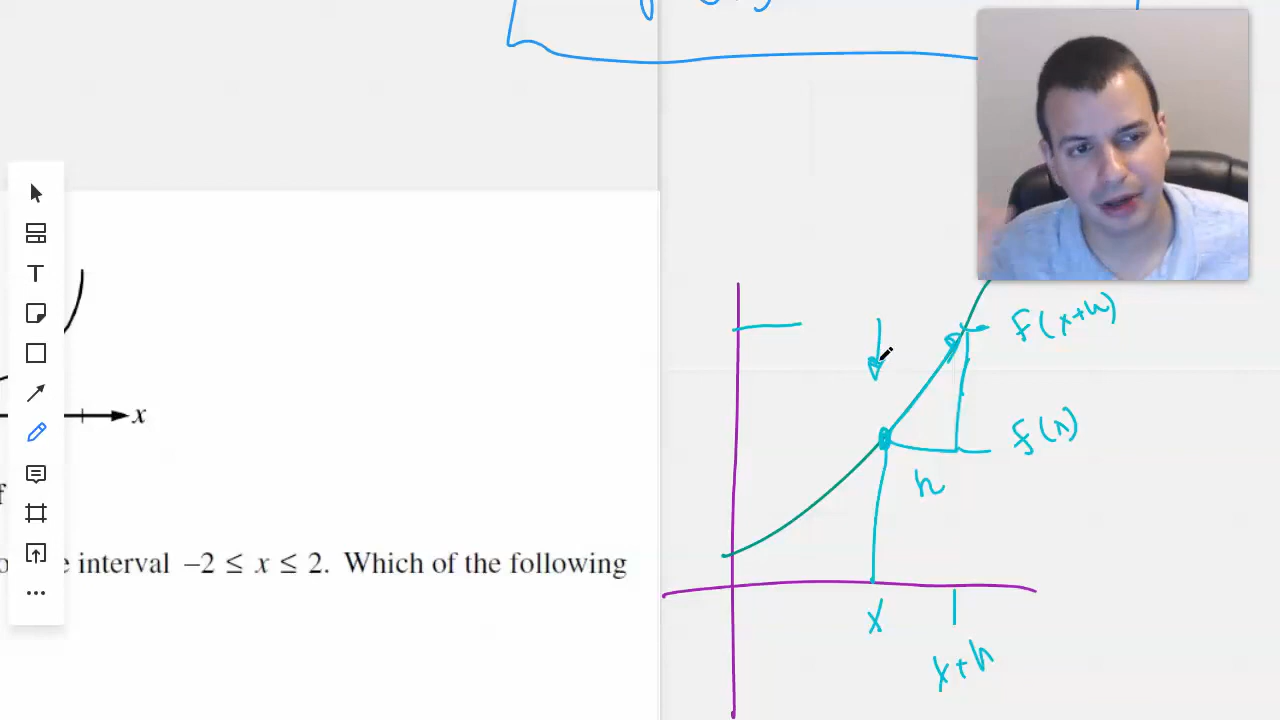 x
interval −2 ≤ x ≤ 2. Which of the following
f(x+h)
f(x)
h
x
x+h
T